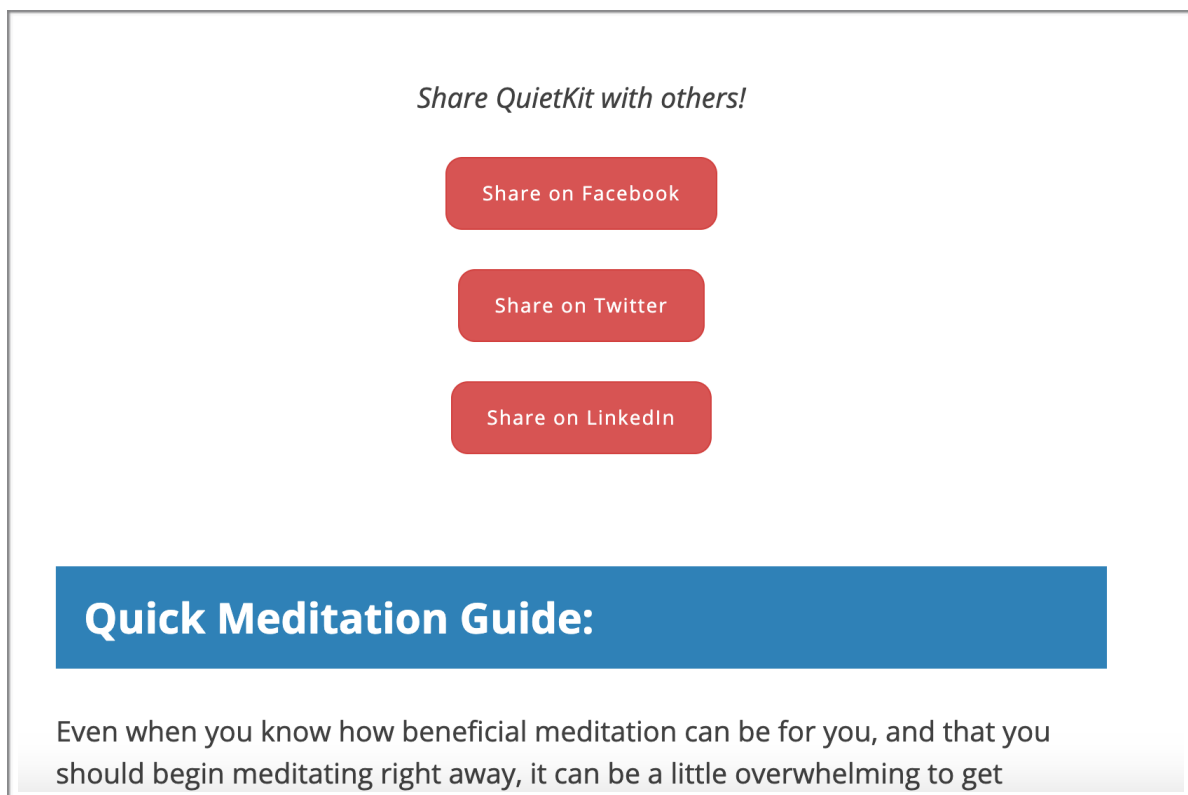 Share QuietKit with others!
Share on Facebook
Share on Twitter
Share on LinkedIn
Quick Meditation Guide:
Even when you know how beneficial meditation can be for you, and that you
should begin meditating right away, it can be a little overwhelming to get